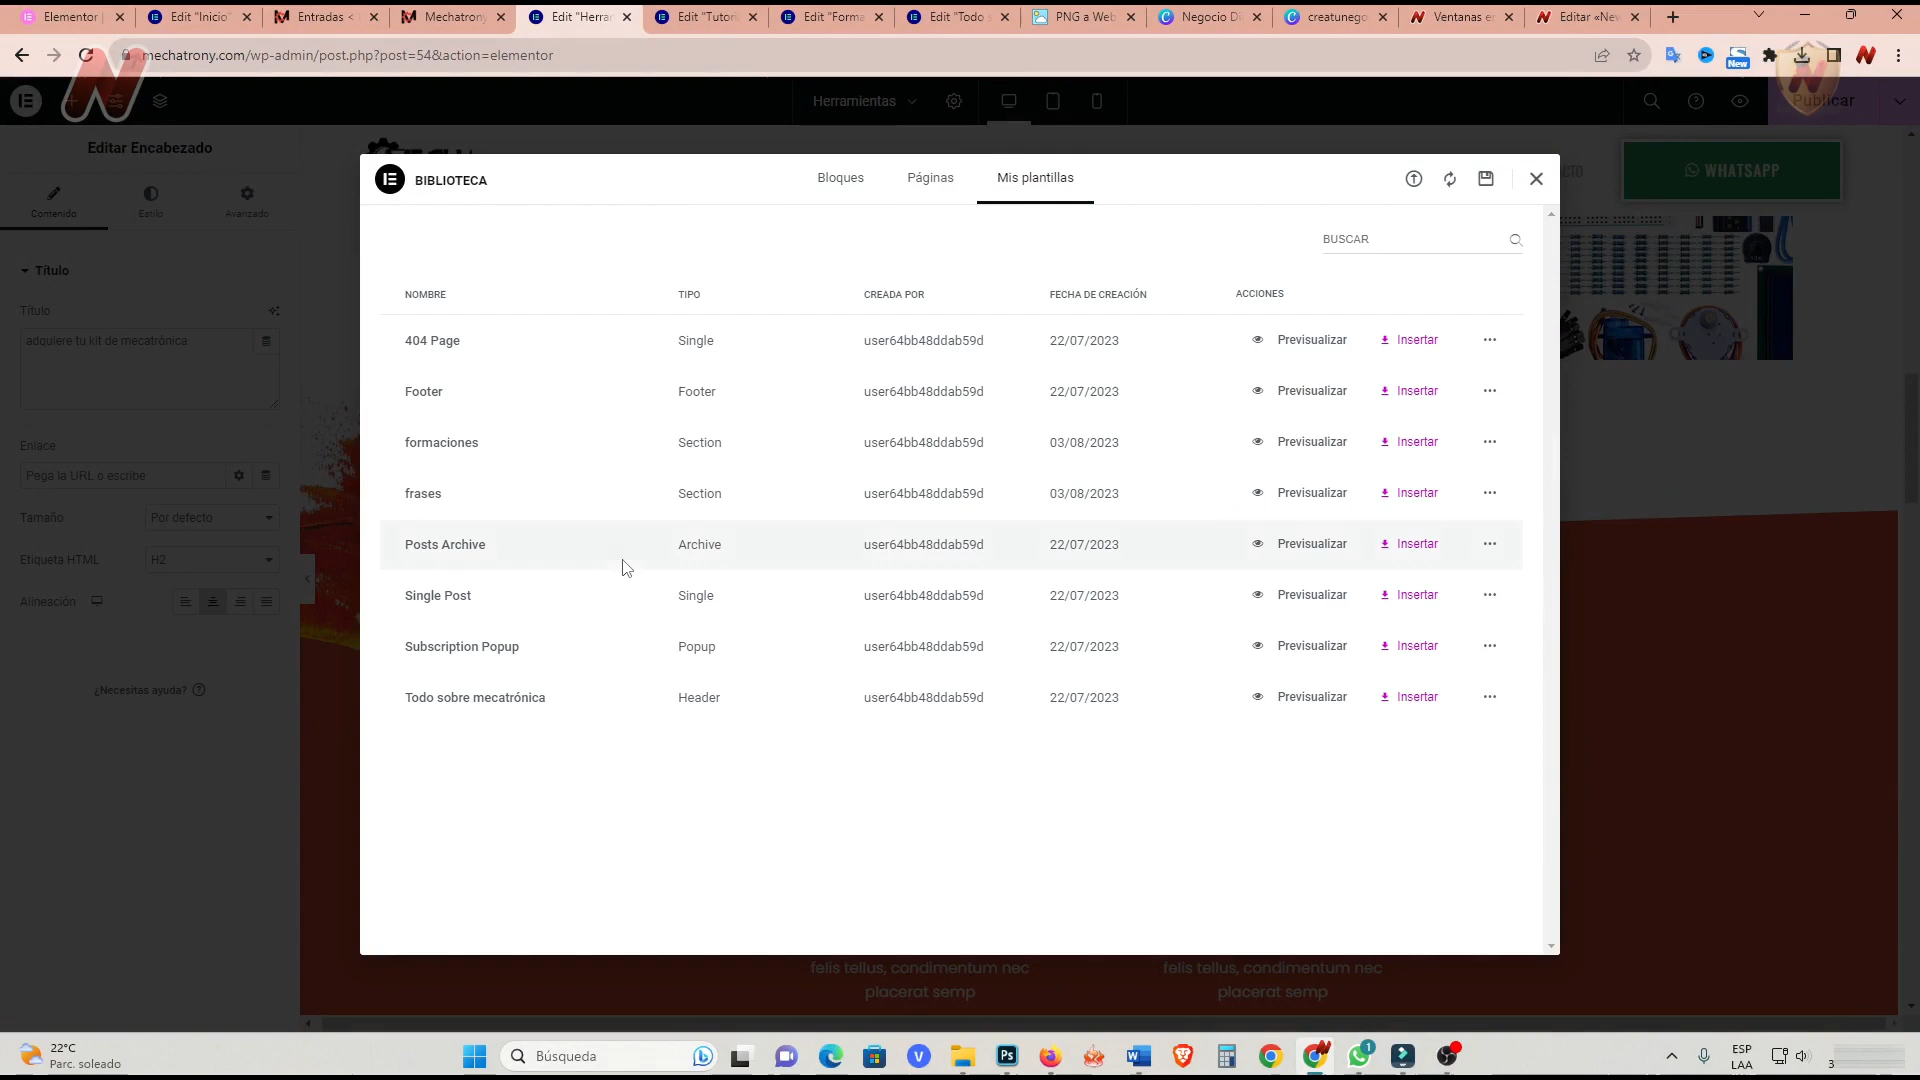 Elementor
Edit "Inicio"
Entradas <
Mechatrony
Edit "Herrar
Edit "Tutor
Edit "Forma
Edit "Todo s
PNG a Web
Negocio Di
creatunego
Ventanas e
Editar «Nev
mechatrony.com/wp-admin/post.php?post=54&action=elementor
New
Herramientas
Publicar
Editar Encabezado
Contenido
Estilo
Avanzado
Título
Título
adquiere tu kit de mecatrónica
Enlace
Pega la URL o escribe
Tamaño
Por defecto
Etiqueta HTML
H2
Alineación
¿Necesitas ayuda?
WHATSAPP
BIBLIOTECA
Bloques
Páginas
Mis plantillas
BUSCAR
NOMBRE TIPO CREADA POR FECHA DE CREACIÓN ACCIONES
404 Page Single user64bb48ddab59d 22/07/2023 Previsualizar Insertar
Footer Footer user64bb48ddab59d 22/07/2023 Previsualizar Insertar
formaciones Section user64bb48ddab59d 03/08/2023 Previsualizar Insertar
frases Section user64bb48ddab59d 03/08/2023 Previsualizar Insertar
Posts Archive Archive user64bb48ddab59d 22/07/2023 Previsualizar Insertar
Single Post Single user64bb48ddab59d 22/07/2023 Previsualizar Insertar
Subscription Popup Popup user64bb48ddab59d 22/07/2023 Previsualizar Insertar
Todo sobre mecatrónica Header user64bb48ddab59d 22/07/2023 Previsualizar Insertar
felis tellus, condimentum nec
placerat semp
felis tellus, condimentum nec
placerat semp
22°C
Parc. soleado
Búsqueda
Ps
1
ESP
LAA
3